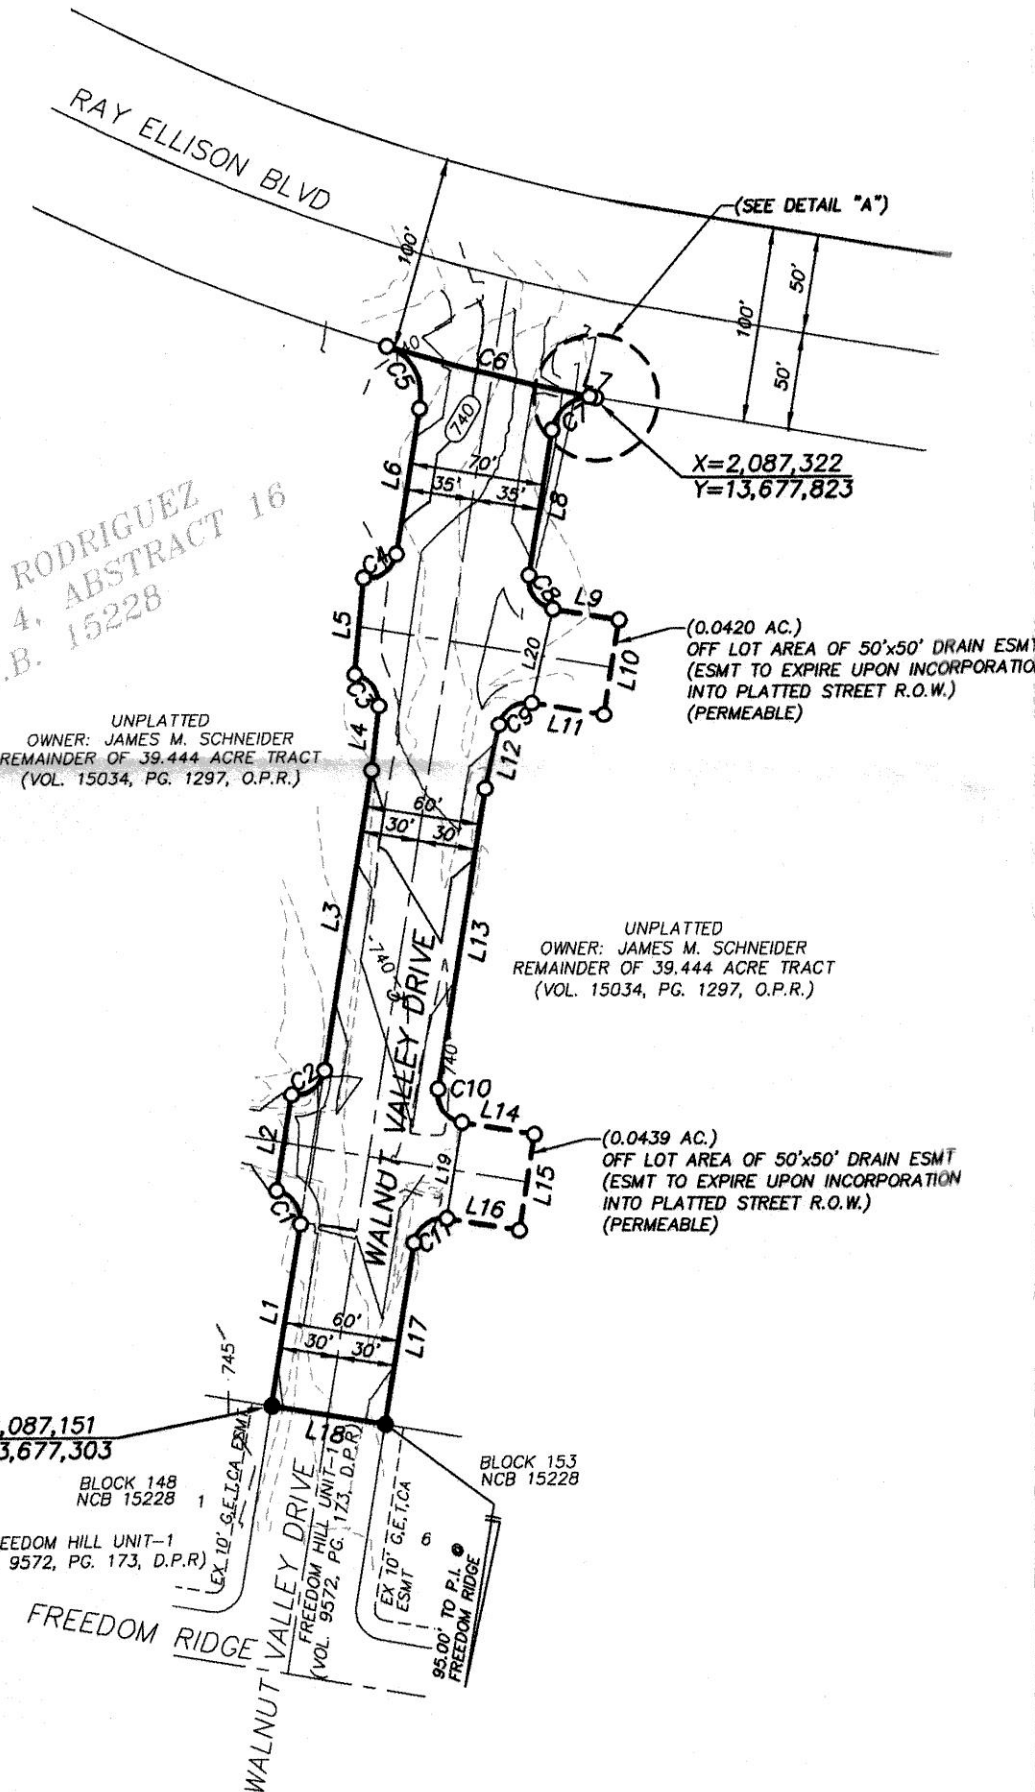 RAY ELLISON BLVD
(SEE DETAIL "A")
100'
50'
100'
50'
C6
C5
L7
740
X=2,087,322
Y=13,677,823
70'
35'
35'
L6
L8
RODRIGUEZ
4, ABSTRACT 16
.B. 15228
C4
C8
L9
L5
L20
L10
(0.0420 AC.)
OFF LOT AREA OF 50'x50' DRAIN ESMT
(ESMT TO EXPIRE UPON INCORPORATIO
INTO PLATTED STREET R.O.W.)
(PERMEABLE)
C3
C9
L11
UNPLATTED
OWNER: JAMES M. SCHNEIDER
REMAINDER OF 39.444 ACRE TRACT
(VOL. 15034, PG. 1297, O.P.R.)
L4
L12
60'
30'
30'
L3
L13
UNPLATTED
OWNER: JAMES M. SCHNEIDER
REMAINDER OF 39.444 ACRE TRACT
(VOL. 15034, PG. 1297, O.P.R.)
740
WALNUT VALLEY DRIVE
740
C2
C10
L14
L2
L19
L15
(0.0439 AC.)
OFF LOT AREA OF 50'x50' DRAIN ESMT
(ESMT TO EXPIRE UPON INCORPORATION
INTO PLATTED STREET R.O.W.)
(PERMEABLE)
C1
C11
L16
L1
L17
60'
30'
30'
745
,087,151
3,677,303
L18
BLOCK 148
NCB 15228
1
BLOCK 153
NCB 15228
EEDOM HILL UNIT-1
9572, PG. 173, D.P.R)
EX 10' G.E.T.CA ESMT
WALNUT VALLEY DRIVE
FREEDOM HILL UNIT-1
(VOL. 9572, PG. 173, D.P.R)
EX 10' G.E.T.CA
ESMT
6
95.00' TO P.I. @
FREEDOM RIDGE
FREEDOM RIDGE